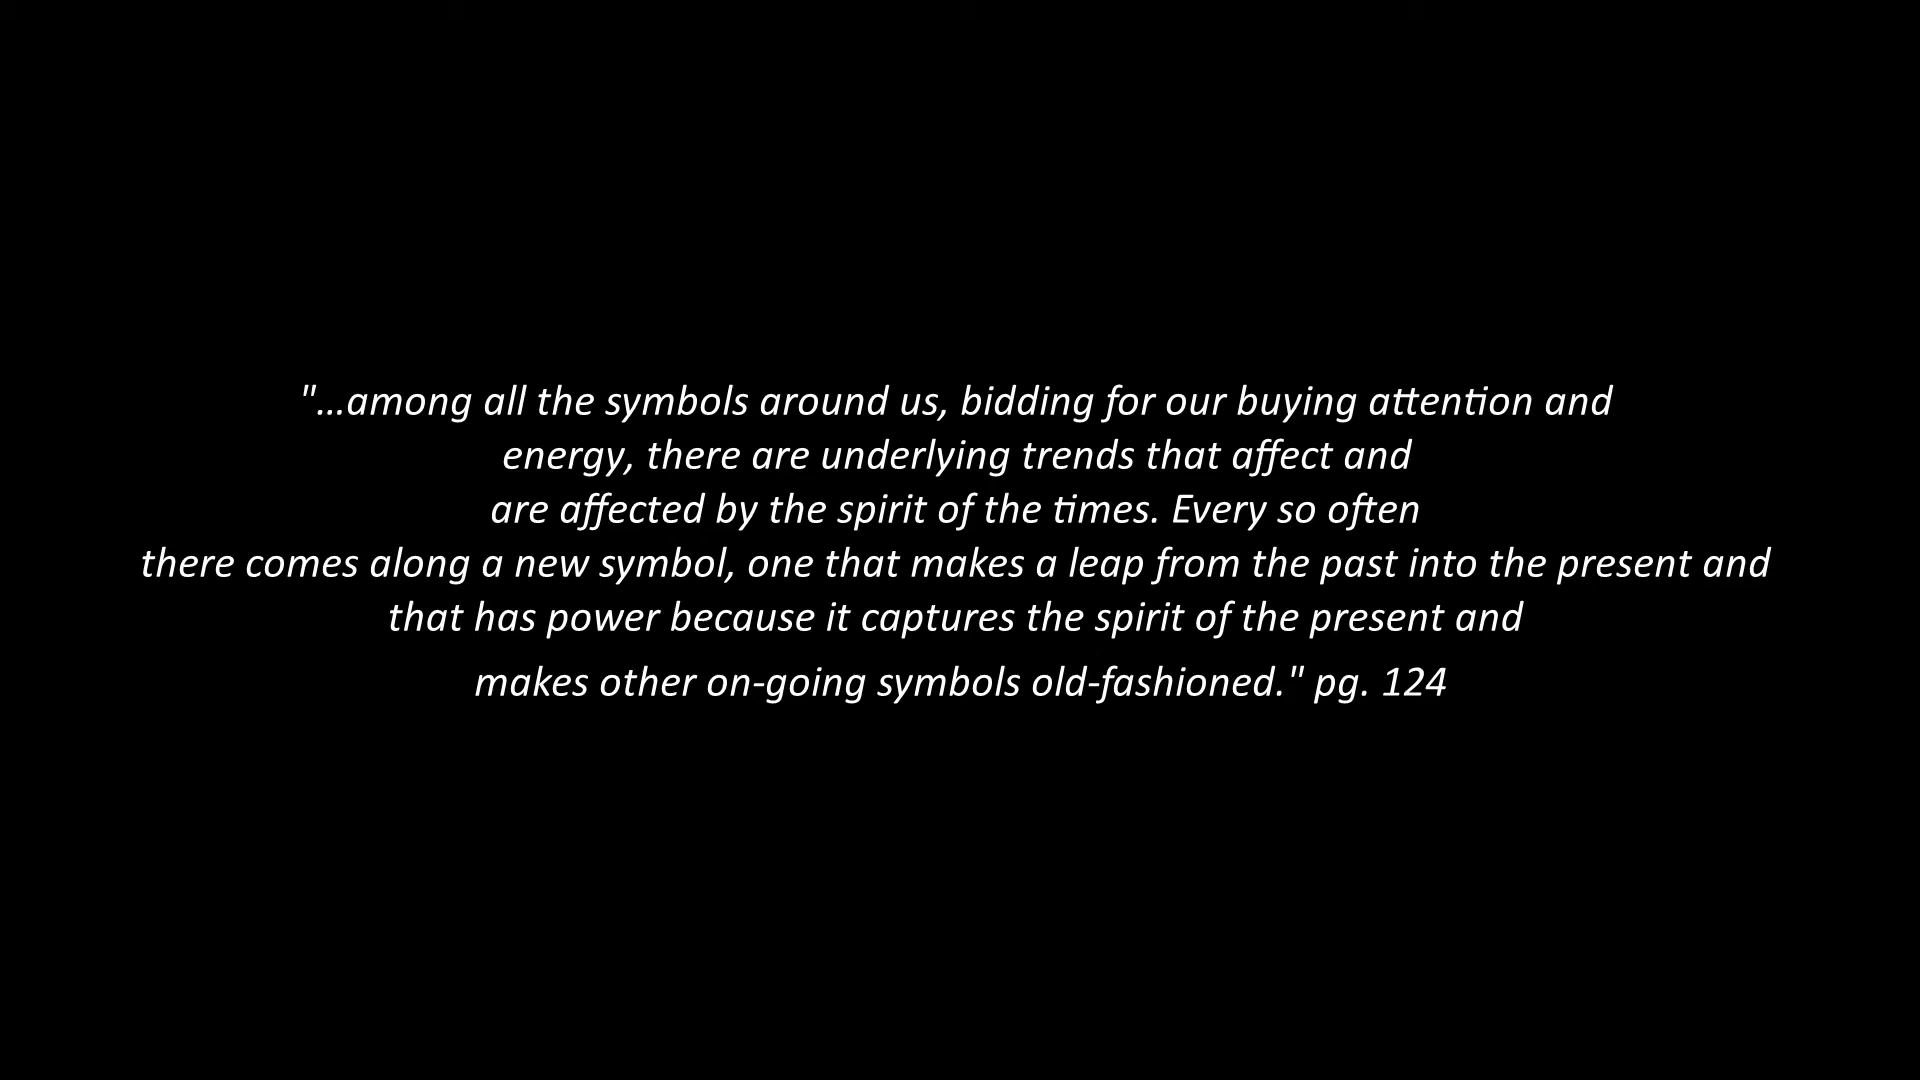 "...among all the symbols around us, bidding for our buying attention and
energy, there are underlying trends that affect and
are affected by the spirit of the times. Every so often
there comes along a new symbol, one that makes a leap from the past into the present and
that has power because it captures the spirit of the present and
makes other on-going symbols old-fashioned." pg. 124